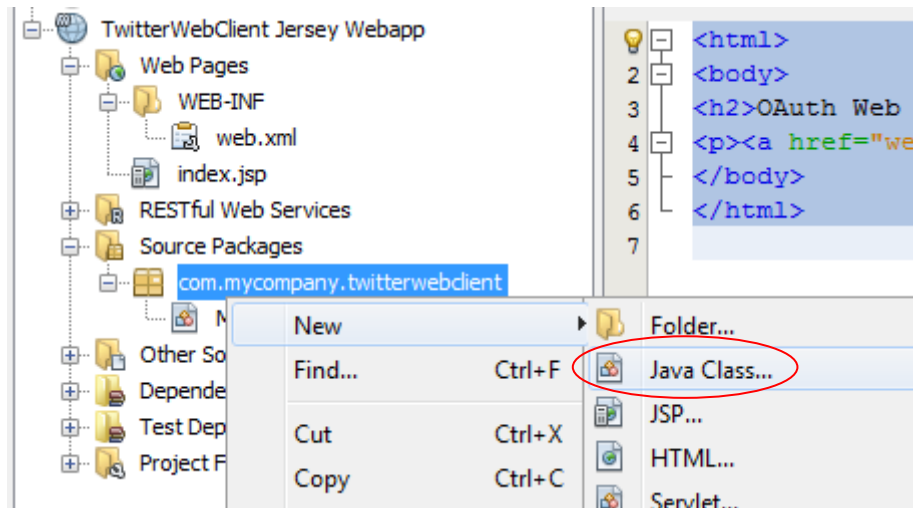 TwitterWebClient Jersey Webapp
Web Pages
WEB-INF
web.xml
index.jsp
RESTful Web Services
Source Packages
com.mycompany.twitterwebclient
M
Other So
Depende
Test Dep
Project F
New
Find... Ctrl+F
Cut Ctrl+X
Copy Ctrl+C
Folder...
Java Class...
JSP...
HTML...
Servlet...
<html>
2 <body>
3 <h2>OAuth Web
4 <p><a href="we
5 </body>
6 </html>
7